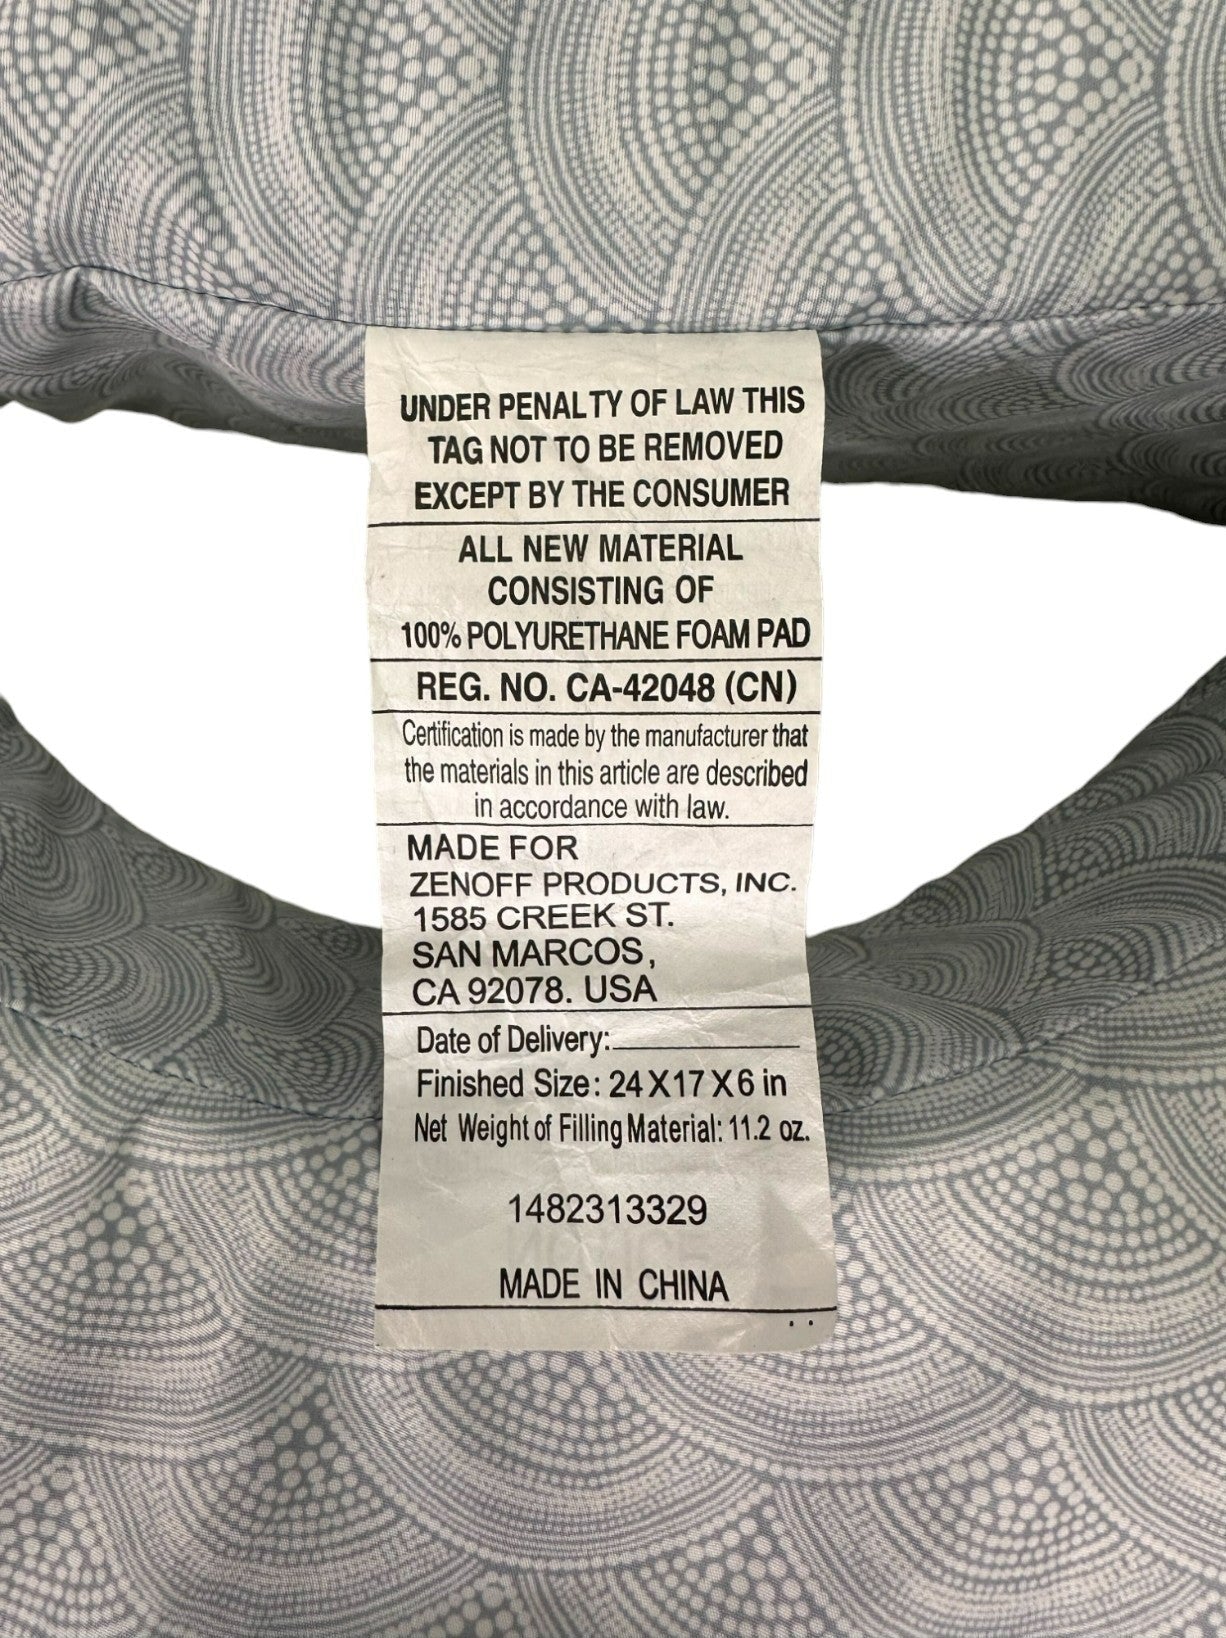 UNDER PENALTY OF LAW THIS
TAG NOT TO BE REMOVED
EXCEPT BY THE CONSUMER
ALL NEW MATERIAL
CONSISTING OF
100% POLYURETHANE FOAM PAD
REG. NO. CA-42048 (CN)
Certification is made by the manufacturer that
the materials in this article are described
in accordance with law.
MADE FOR
ZENOFF PRODUCTS, INC.
1585 CREEK ST.
SAN MARCOS,
CA 92078. USA
Date of Delivery:
Finished Size: 24 X 17 X 6 in
Net Weight of Filling Material: 11.2 oz.
1482313329
MADE IN CHINA